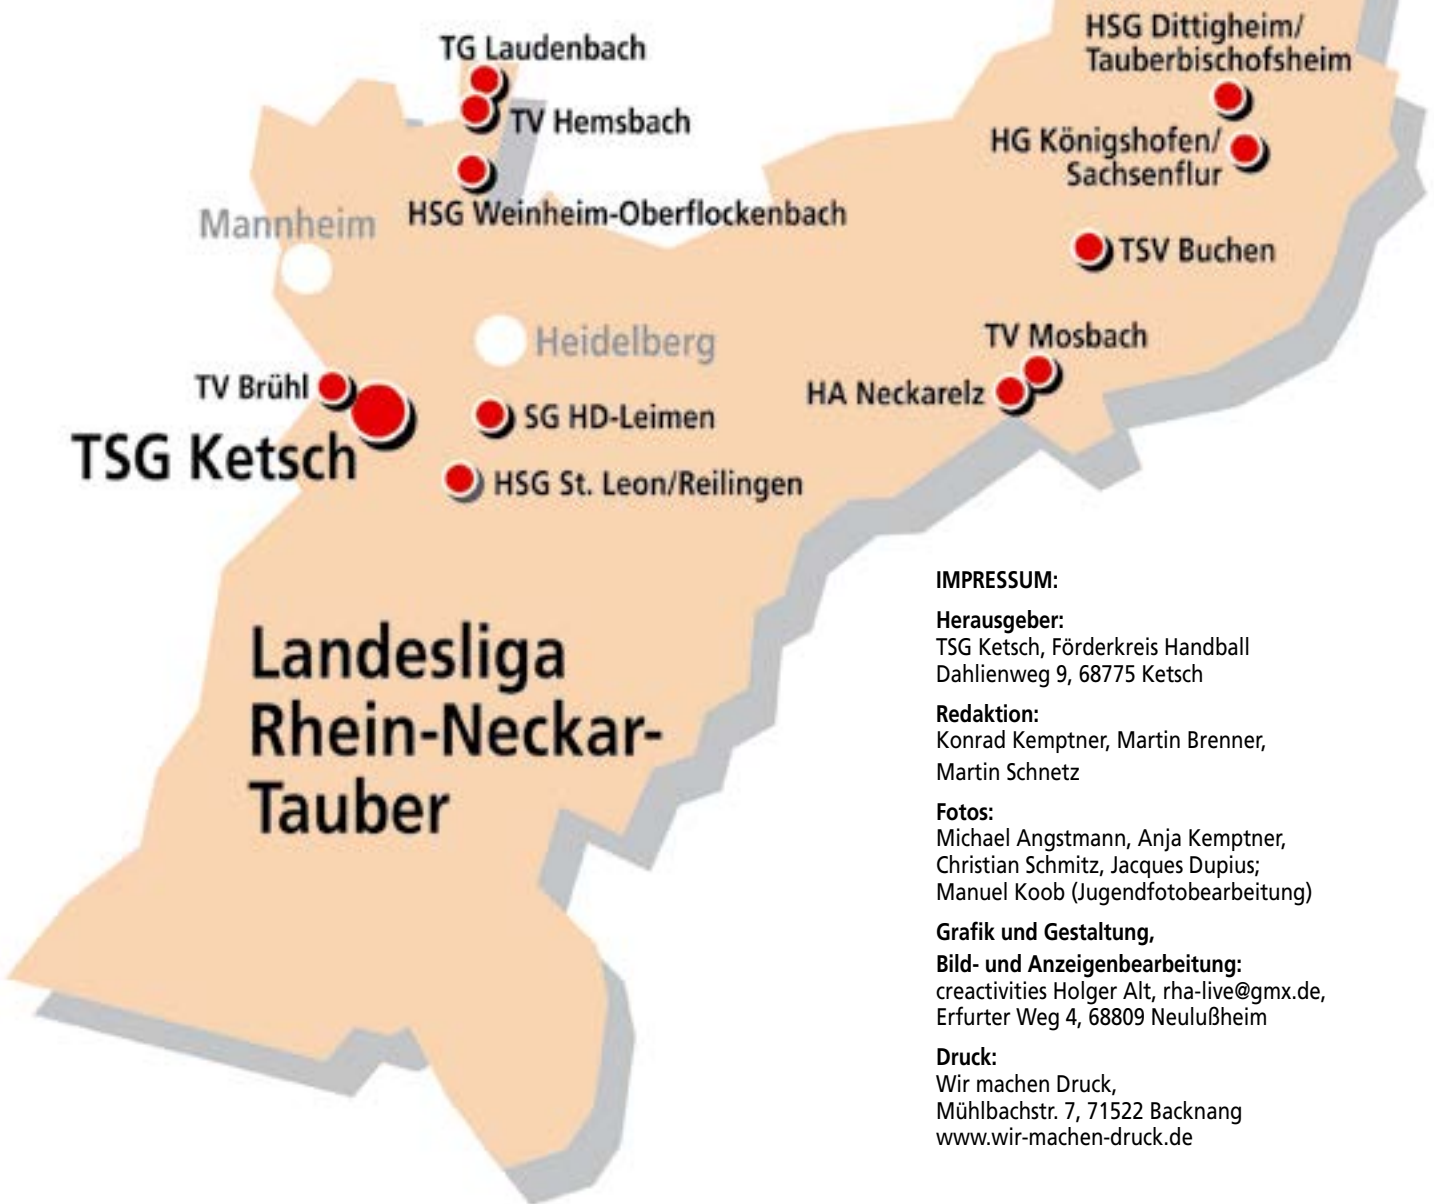 HSG Dittigheim/
Tauberbischofsheim
TG Laudenbach
TV Hemsbach
HG Königshofen/
Sachsenflur
HSG Weinheim-Oberflockenbach
Mannheim
TSV Buchen
Heidelberg
TV Mosbach
TV Brühl
HA Neckarelz
SG HD-Leimen
TSG Ketsch
HSG St. Leon/Reilingen
Landesliga
Rhein-Neckar-
Tauber
IMPRESSUM:
Herausgeber:
TSG Ketsch, Förderkreis Handball
Dahlienweg 9, 68775 Ketsch
Redaktion:
Konrad Kemptner, Martin Brenner,
Martin Schnetz
Fotos:
Michael Angstmann, Anja Kemptner,
Christian Schmitz, Jacques Dupius;
Manuel Koob (Jugendfotobearbeitung)
Grafik und Gestaltung,
Bild- und Anzeigenbearbeitung:
creactivities Holger Alt, rha-live@gmx.de,
Erfurter Weg 4, 68809 Neulußheim
Druck:
Wir machen Druck,
Mühlbachstr. 7, 71522 Backnang
www.wir-machen-druck.de